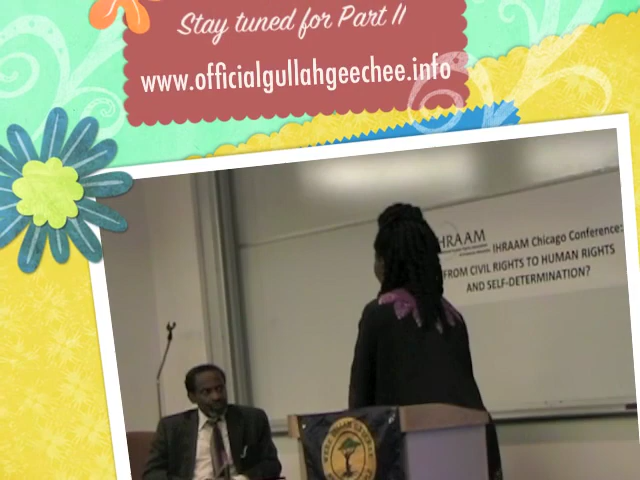 Stay tuned for Part II
www.officialgullahgeechee.info
IHRAAM
IHRAAM Chicago Conference:
FROM CIVIL RIGHTS TO HUMAN RIGHTS
AND SELF-DETERMINATION?